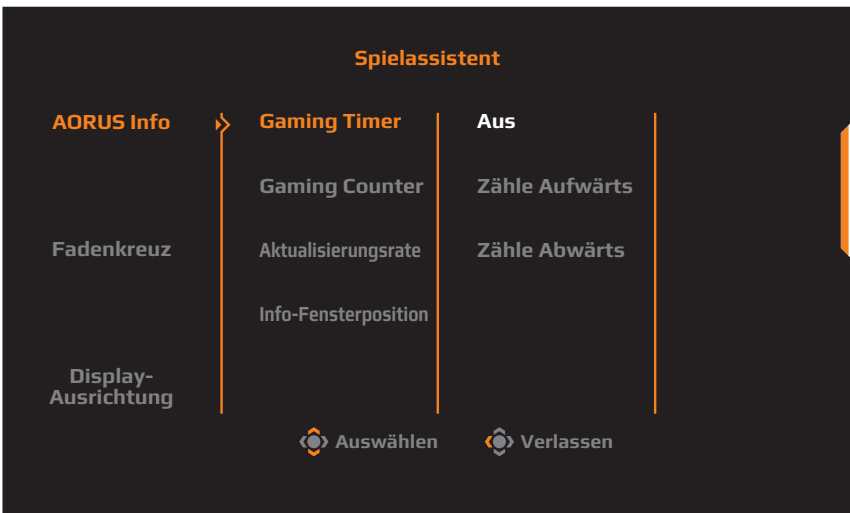 Spielassistent
AORUS Info
Gaming Timer
Aus
Gaming Counter
Zähle Aufwärts
Fadenkreuz
Aktualisierungsrate
Zähle Abwärts
Info-Fensterposition
Display-
Ausrichtung
Auswählen
Verlassen